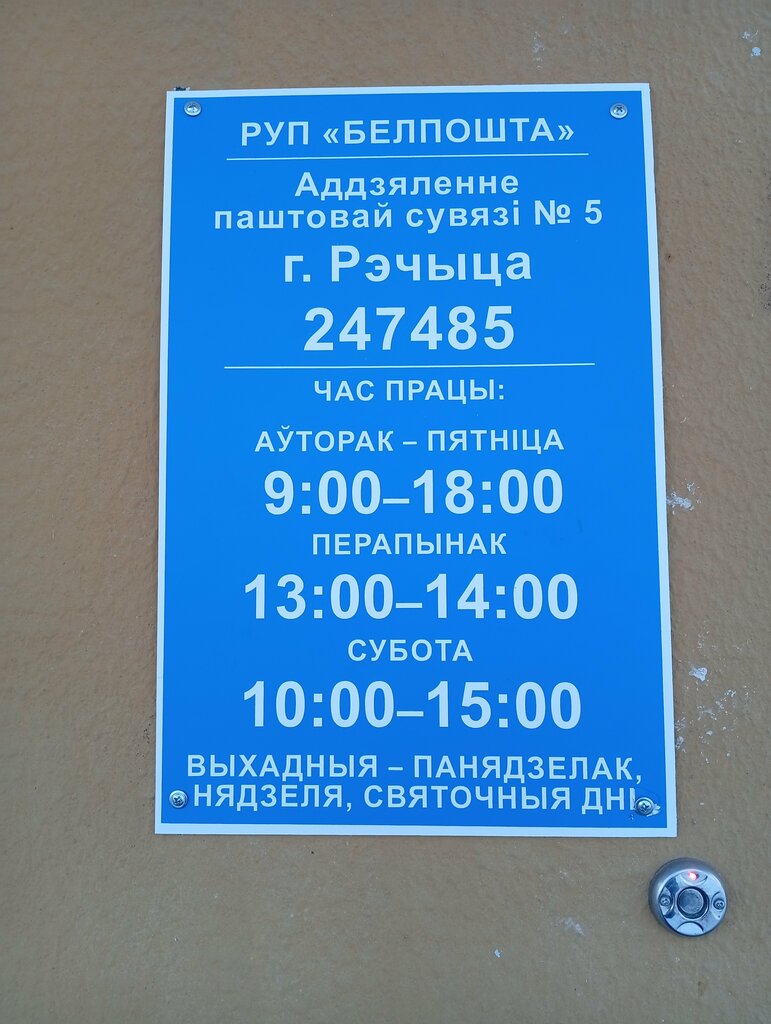 РУП «БЕЛПОШТА»
Аддзяленне
паштовай сувязі № 5
г. Рэчыца
247485
ЧАС ПРАЦЫ:
АЎТОРАК – ПЯТНІЦА
9:00–18:00
ПЕРАПЫНАК
13:00–14:00
СУБОТА
10:00–15:00
ВЫХАДНЫЯ – ПАНЯДЗЕЛАК,
НЯДЗЕЛЯ, СВЯТОЧНЫЯ ДНІ